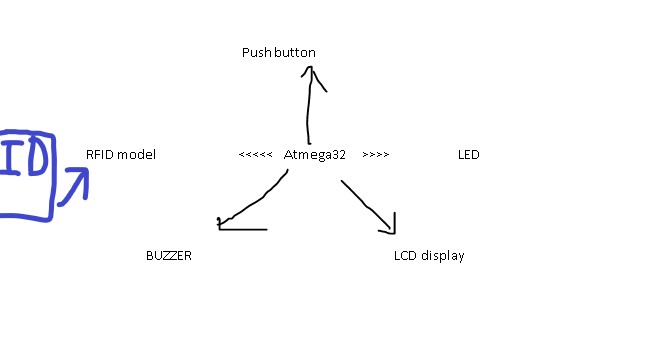 Push button
ID
RFID model <<<<< Atmega32 >>>> LED
BUZZER LCD display